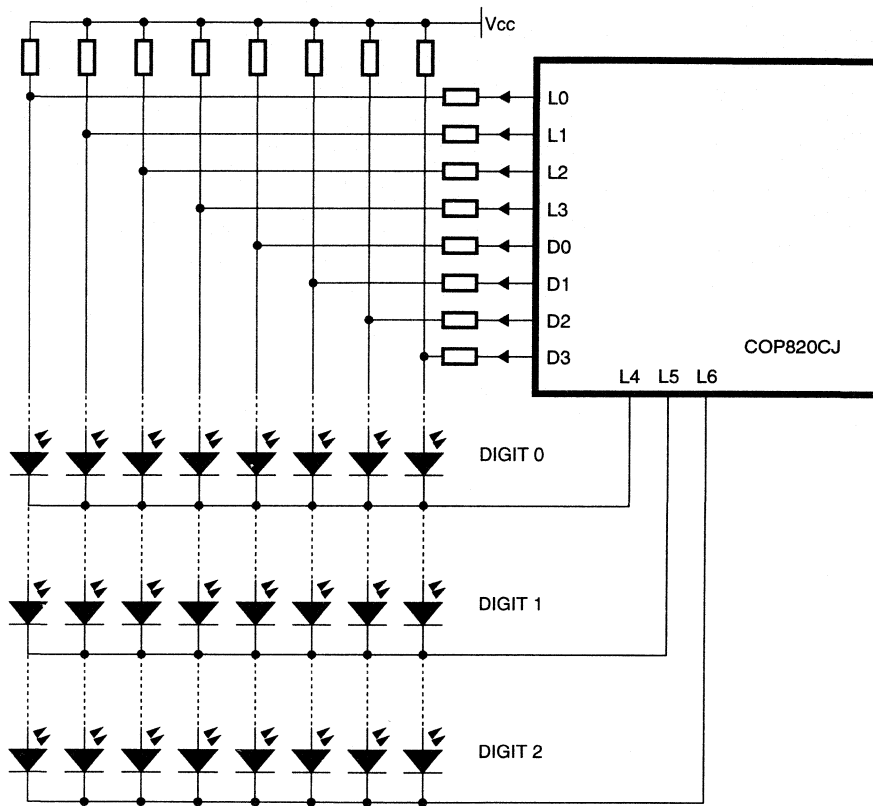 Vcc
L0
L1
L2
L3
D0
D1
D2
D3
COP820CJ
L4 L5 L6
DIGIT 0
DIGIT 1
DIGIT 2